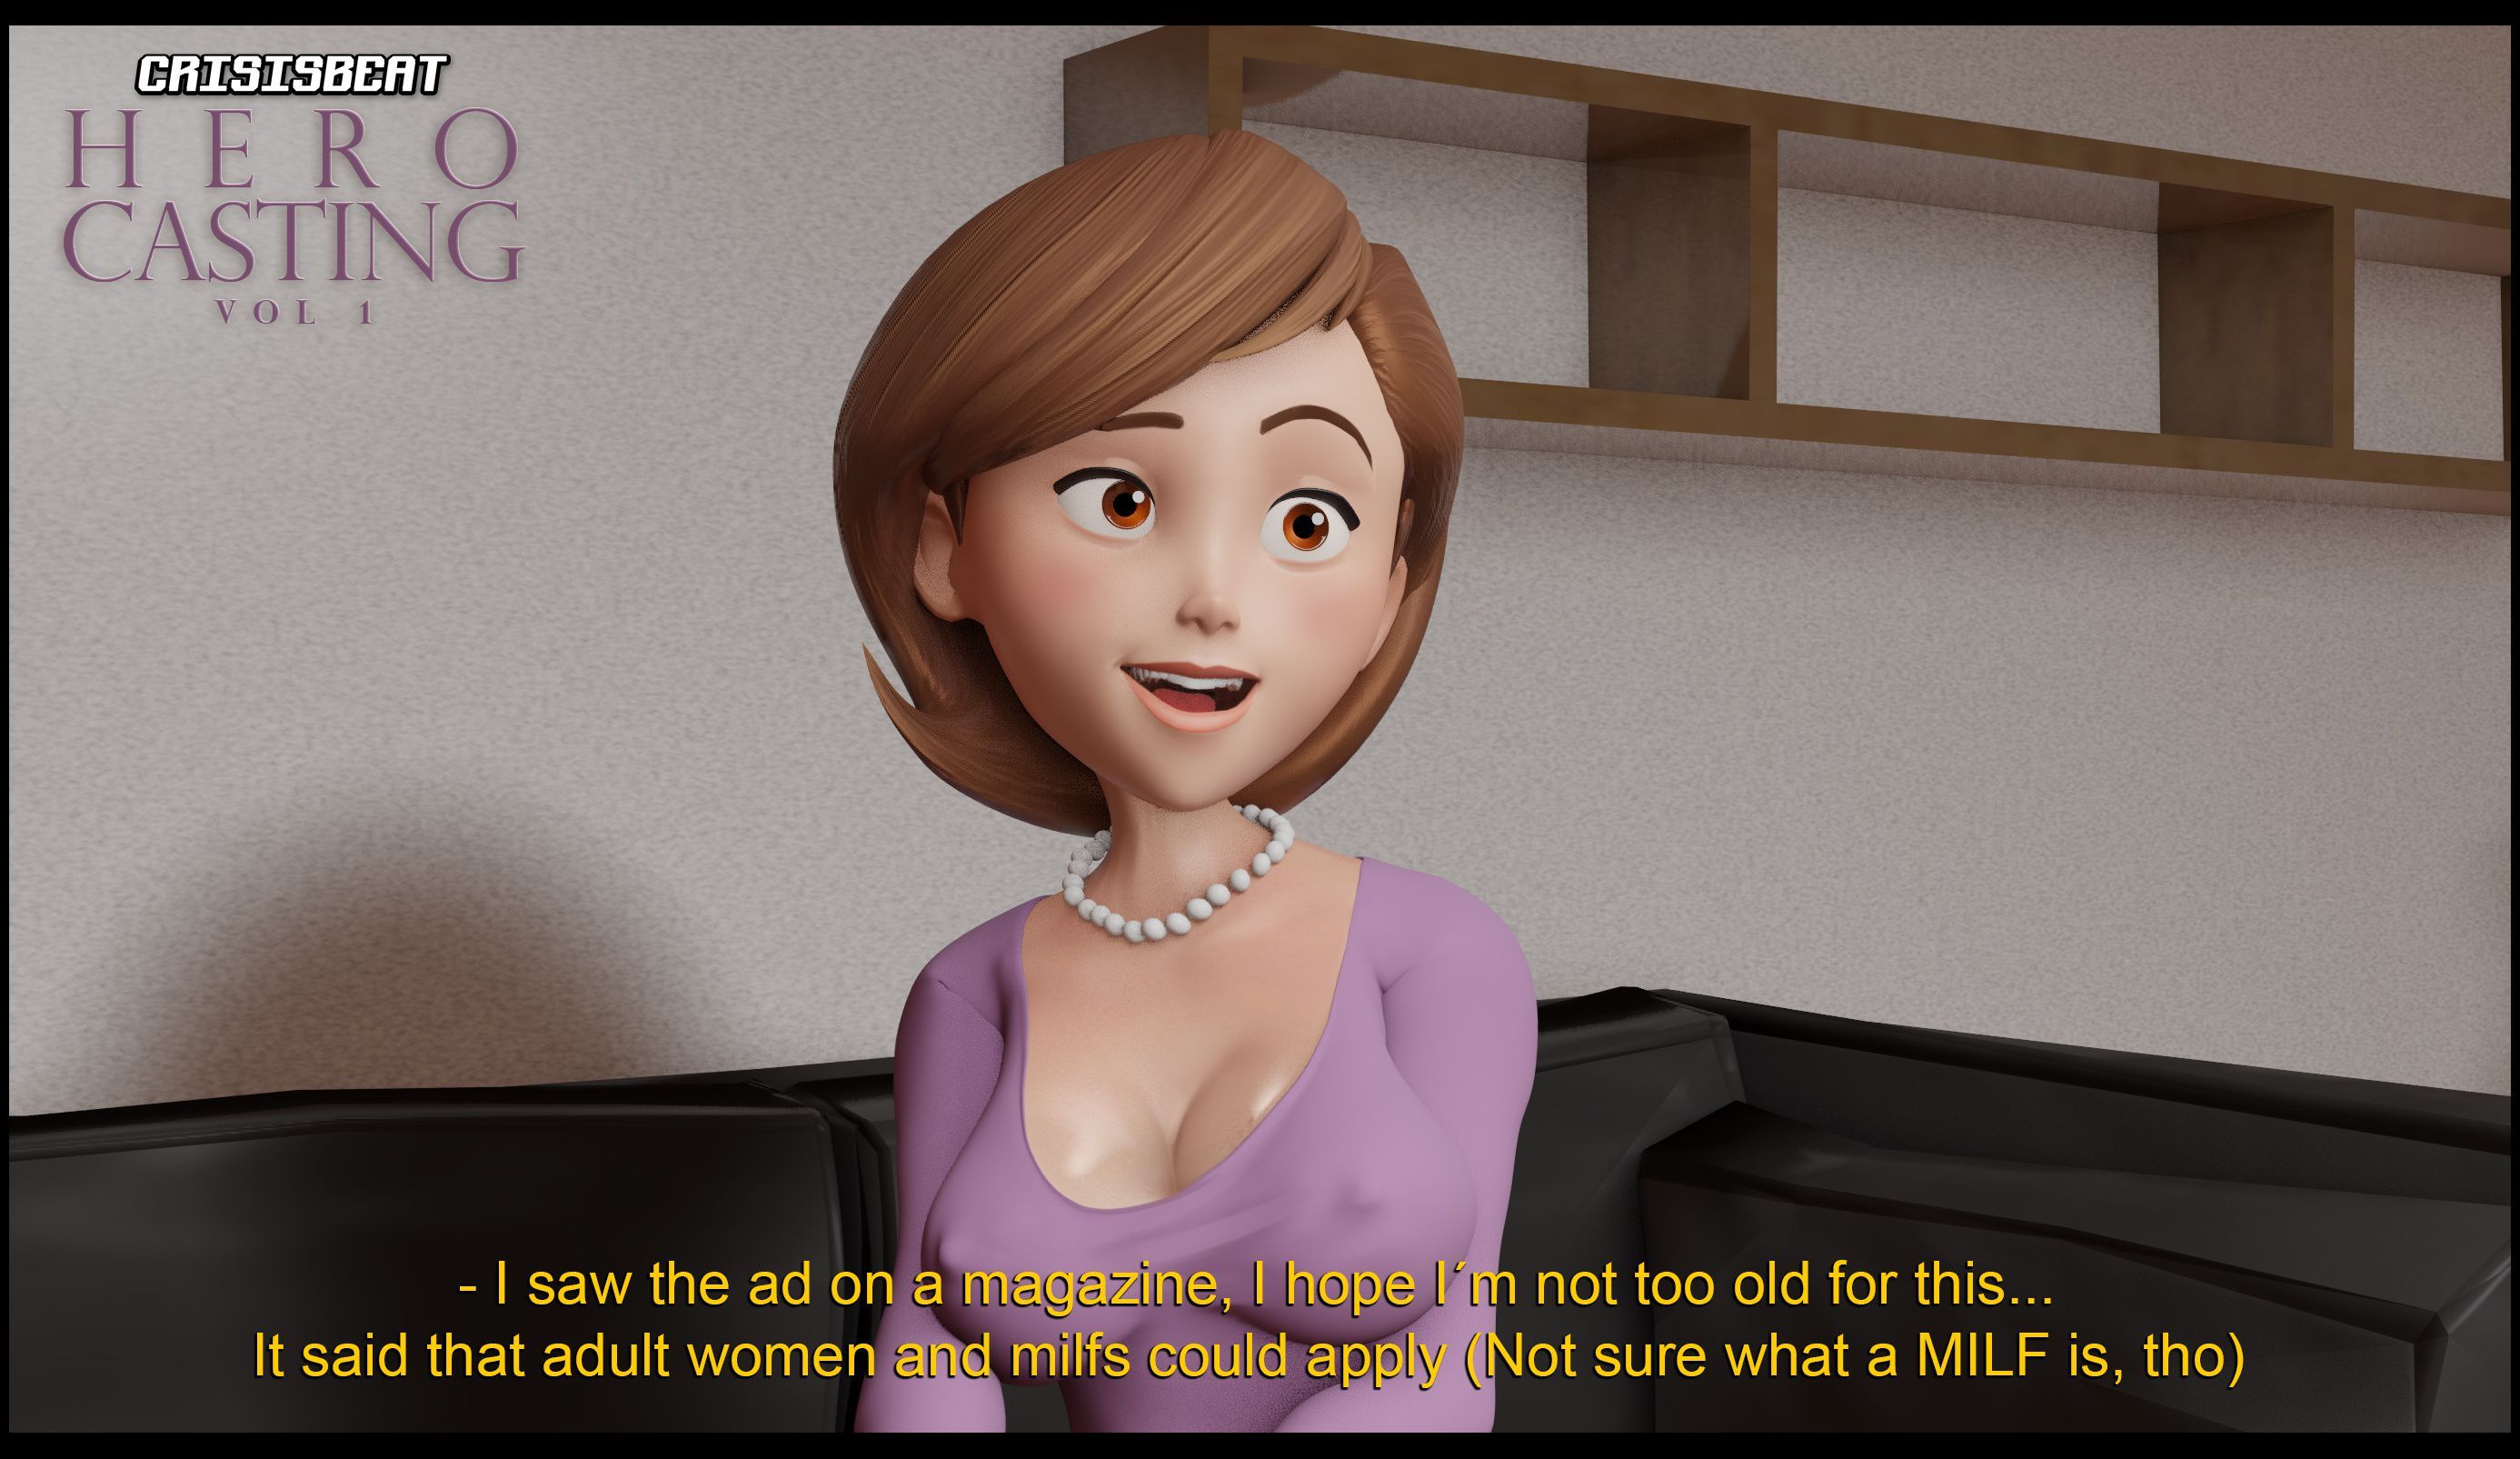 CRISISBEAT
HERO
CASTING
VOL 1
- I saw the ad on a magazine, I hope I´m not too old for this...
It said that adult women and milfs could apply (Not sure what a MILF is, tho)